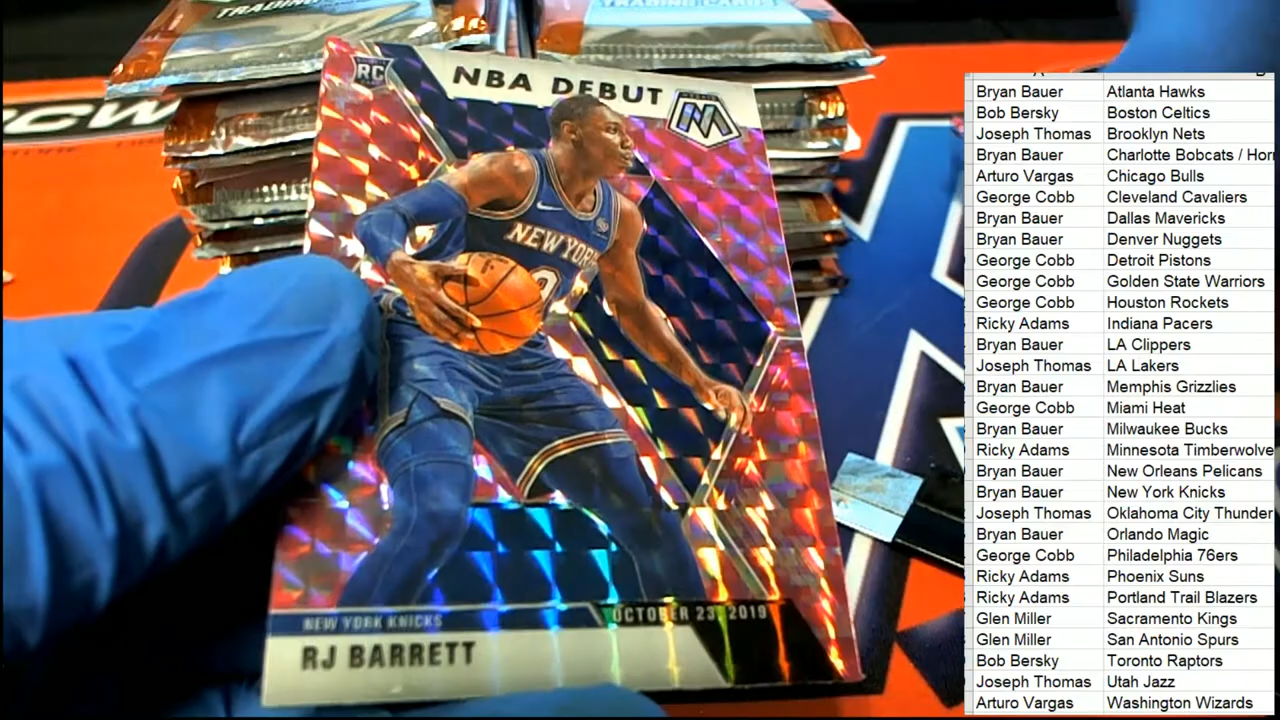 TRADING CARDS
TRADING CARDS
CW
RC
NBA DEBUT
M
NEW YORK
NEW YORK KNICKS
OCTOBER 23, 2019
RJ BARRETT
Bryan Bauer Atlanta Hawks
Bob Bersky Boston Celtics
Joseph Thomas Brooklyn Nets
Bryan Bauer Charlotte Bobcats / Horn
Arturo Vargas Chicago Bulls
George Cobb Cleveland Cavaliers
Bryan Bauer Dallas Mavericks
Bryan Bauer Denver Nuggets
George Cobb Detroit Pistons
George Cobb Golden State Warriors
George Cobb Houston Rockets
Ricky Adams Indiana Pacers
Bryan Bauer LA Clippers
Joseph Thomas LA Lakers
Bryan Bauer Memphis Grizzlies
George Cobb Miami Heat
Bryan Bauer Milwaukee Bucks
Ricky Adams Minnesota Timberwolve
Bryan Bauer New Orleans Pelicans
Bryan Bauer New York Knicks
Joseph Thomas Oklahoma City Thunder
Bryan Bauer Orlando Magic
George Cobb Philadelphia 76ers
Ricky Adams Phoenix Suns
Ricky Adams Portland Trail Blazers
Glen Miller Sacramento Kings
Glen Miller San Antonio Spurs
Bob Bersky Toronto Raptors
Joseph Thomas Utah Jazz
Arturo Vargas Washington Wizards